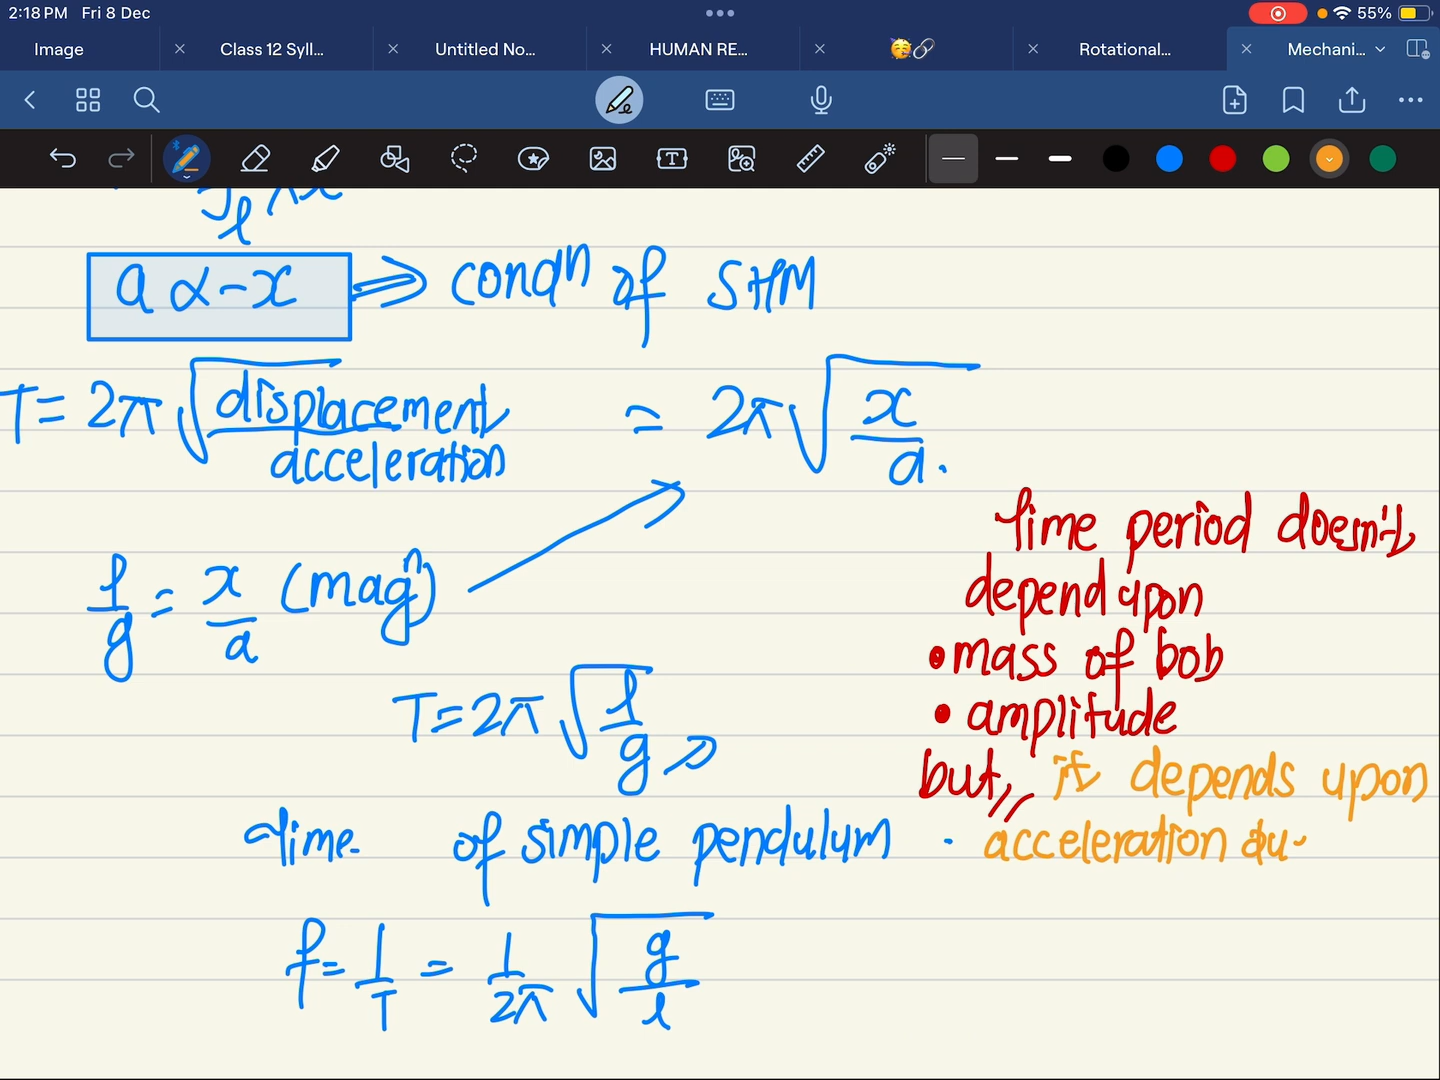 2:18 PM Fri 8 Dec
55%
Image
Class 12 Syll...
Untitled No...
HUMAN RE...
Rotational...
Mechani...
a ∝ -x ⇒ condⁿ of SHM
T = 2π √(displacement/acceleration) = 2π √(x/a).
l/g = x/a (magⁿ)
T = 2π √(l/g)
Time of simple pendulum
f = 1/T = 1/2π √(g/l)
Time period doesn't
depend upon
• mass of bob
• amplitude
but,, it depends upon
· acceleration du